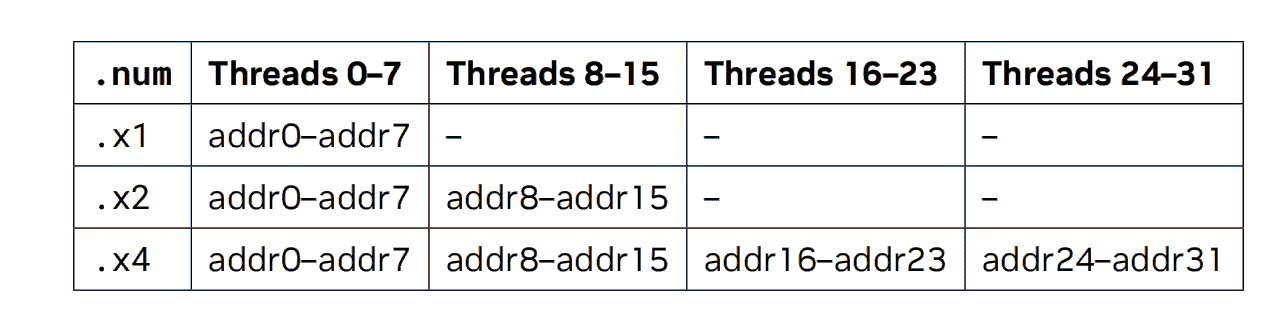 .num Threads 0–7 Threads 8–15 Threads 16–23 Threads 24–31
.x1 addr0–addr7 – – –
.x2 addr0–addr7 addr8–addr15 – –
.x4 addr0–addr7 addr8–addr15 addr16–addr23 addr24–addr31